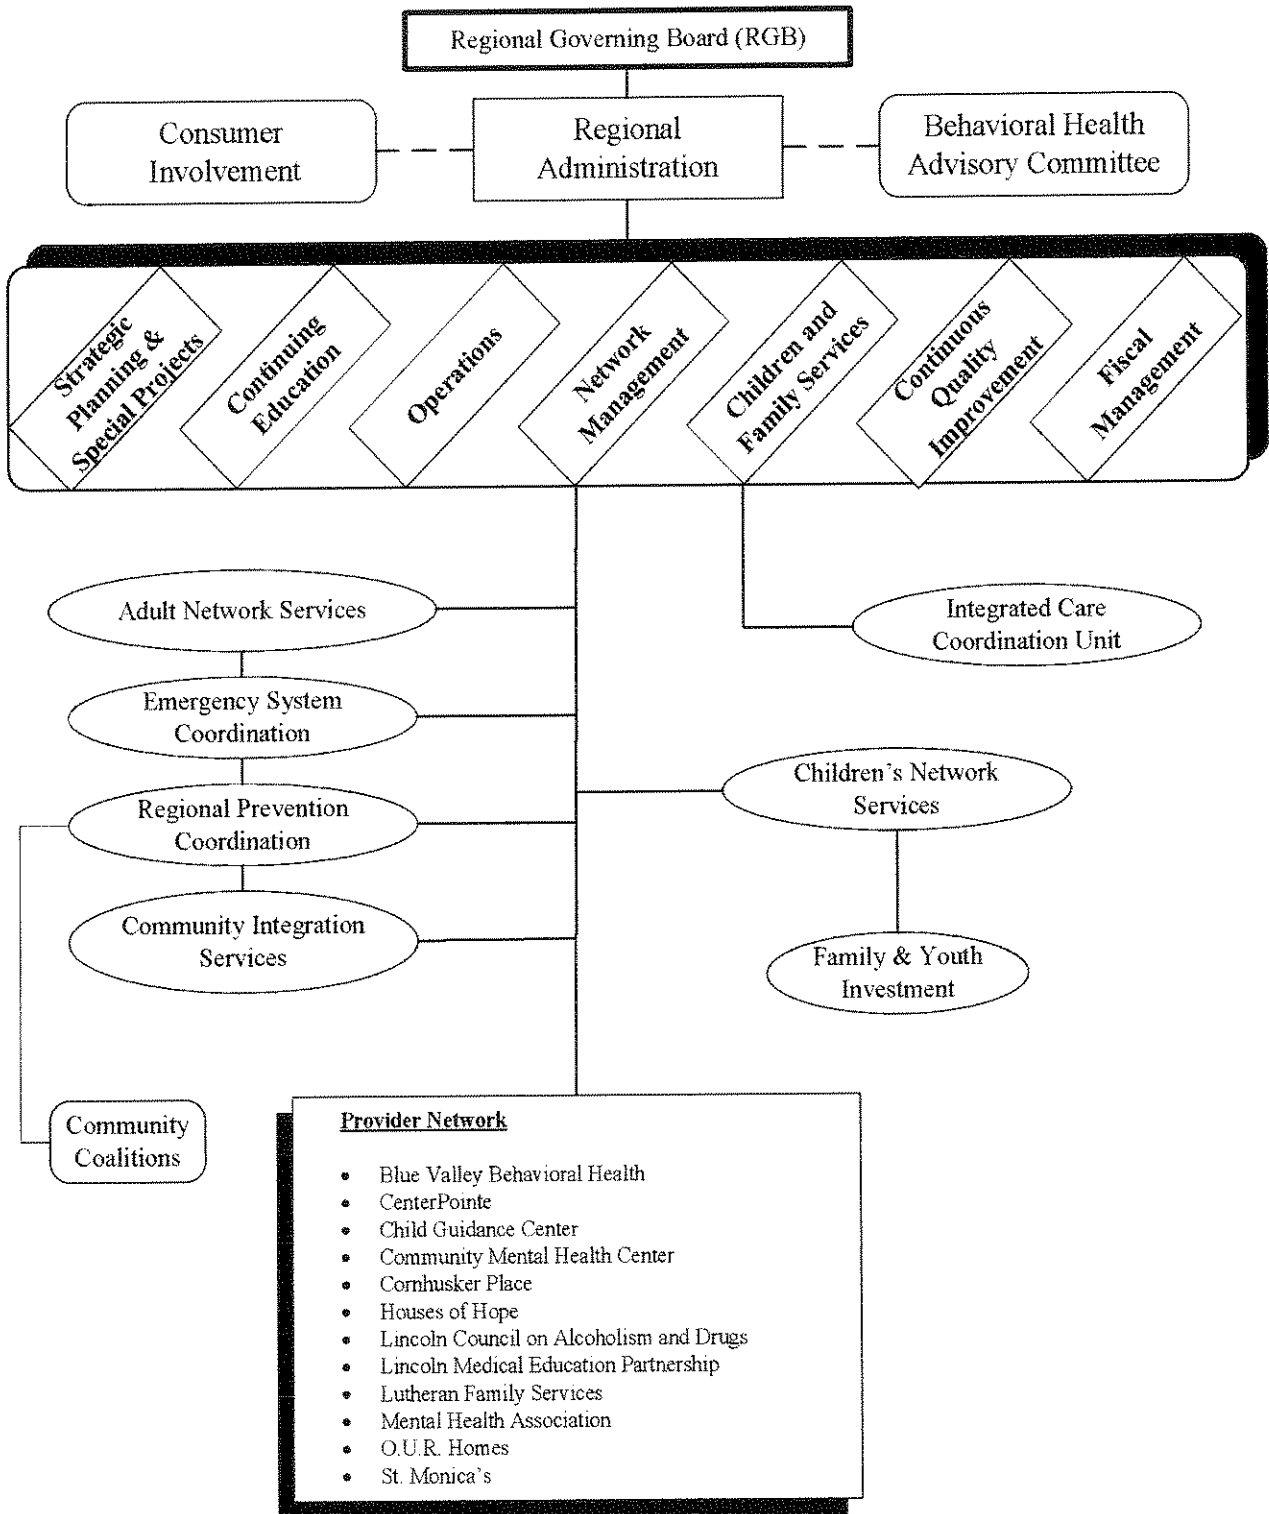 Regional Governing Board (RGB)
Consumer
Involvement
Regional
Administration
Behavioral Health
Advisory Committee
Strategic
Planning &
Special Projects
Continuing
Education
Operations
Network
Management
Children and
Family Services
Continuous
Quality
Improvement
Fiscal
Management
Adult Network Services
Integrated Care
Coordination Unit
Emergency System
Coordination
Children's Network
Services
Regional Prevention
Coordination
Community Integration
Services
Family & Youth
Investment
Community
Coalitions
Provider Network
• Blue Valley Behavioral Health
• CenterPointe
• Child Guidance Center
• Community Mental Health Center
• Cornhusker Place
• Houses of Hope
• Lincoln Council on Alcoholism and Drugs
• Lincoln Medical Education Partnership
• Lutheran Family Services
• Mental Health Association
• O.U.R. Homes
• St. Monica's